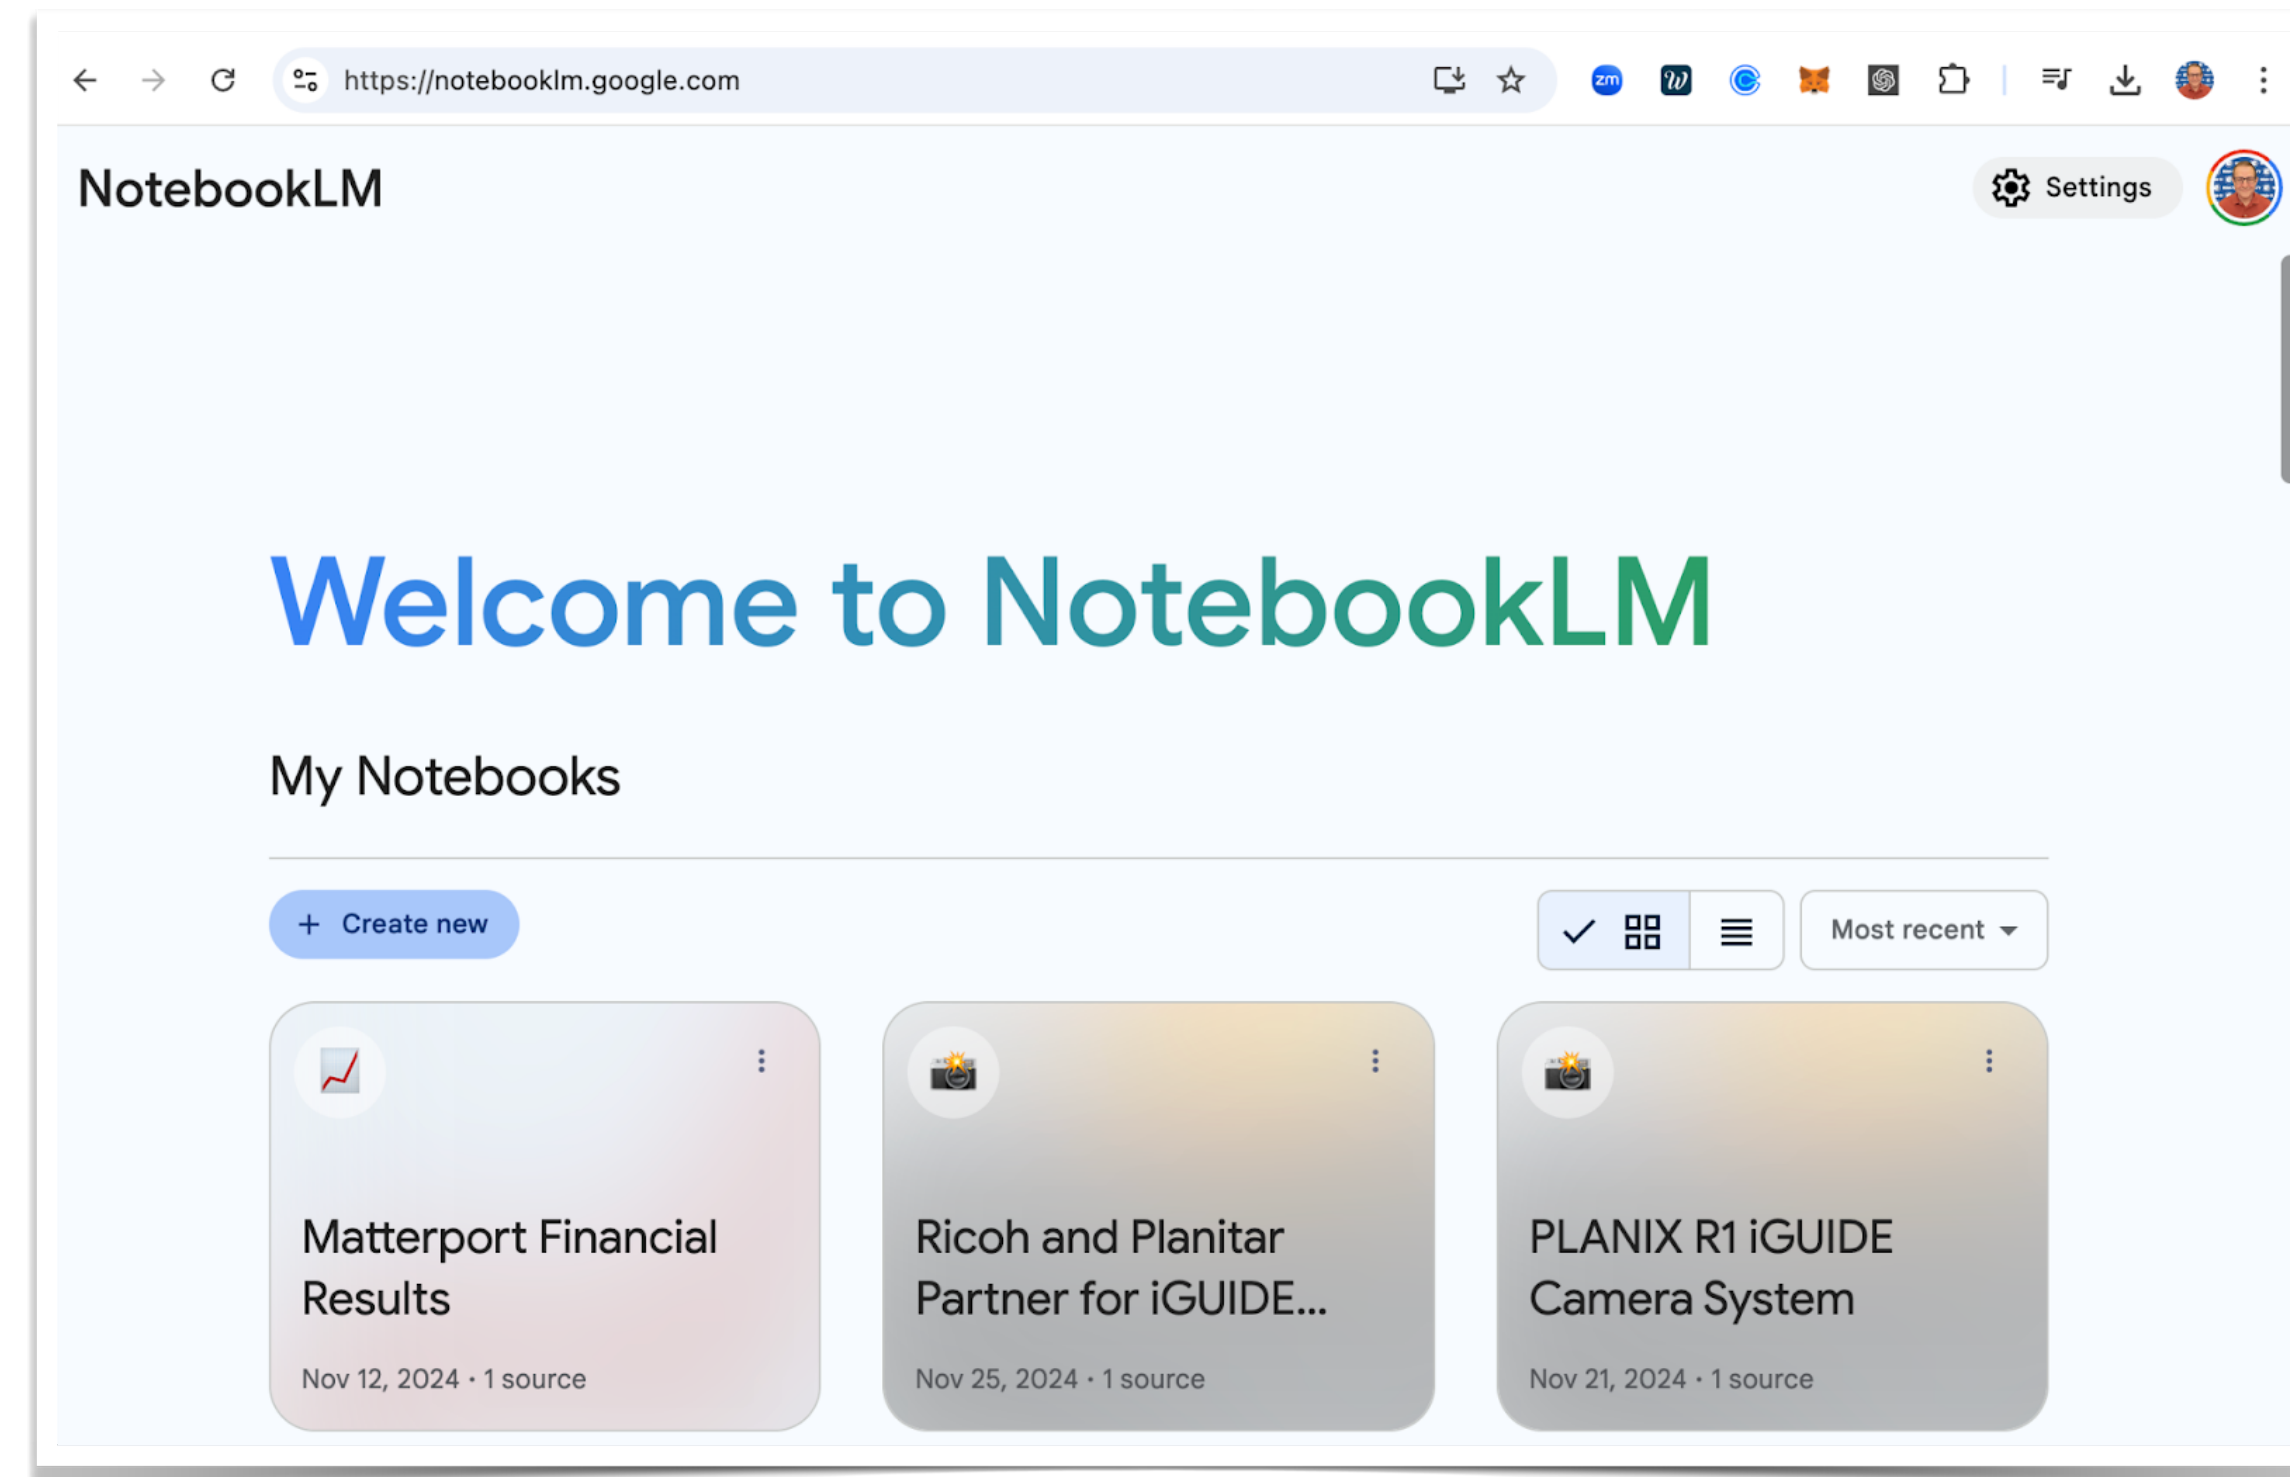 https://notebooklm.google.com
zm
NotebookLM
Settings
Welcome to NotebookLM
My Notebooks
+ Create new
Most recent
Matterport Financial
Results
Nov 12, 2024 • 1 source
Ricoh and Planitar
Partner for iGUIDE...
Nov 25, 2024 • 1 source
PLANIX R1 iGUIDE
Camera System
Nov 21, 2024 • 1 source